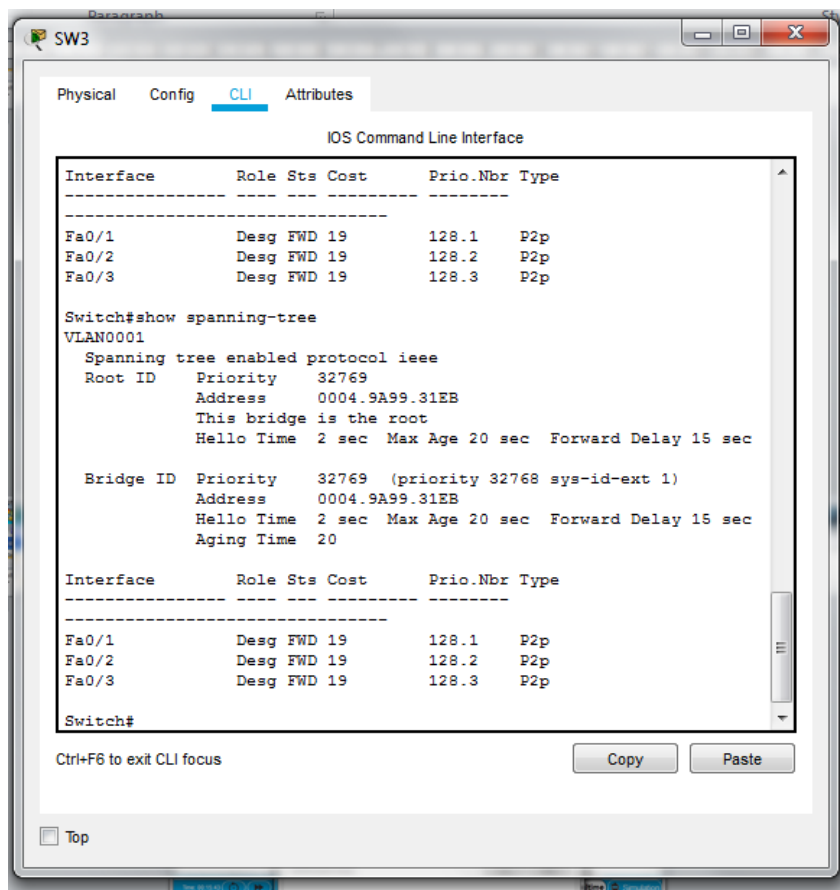 Paragraph
SW3
Physical Config CLI Attributes
IOS Command Line Interface
Interface Role Sts Cost Prio.Nbr Type
---------------- ---- --- --------- --------
--------------------------------
Fa0/1 Desg FWD 19 128.1 P2p
Fa0/2 Desg FWD 19 128.2 P2p
Fa0/3 Desg FWD 19 128.3 P2p
Switch#show spanning-tree
VLAN0001
Spanning tree enabled protocol ieee
Root ID Priority 32769
Address 0004.9A99.31EB
This bridge is the root
Hello Time 2 sec Max Age 20 sec Forward Delay 15 sec
Bridge ID Priority 32769 (priority 32768 sys-id-ext 1)
Address 0004.9A99.31EB
Hello Time 2 sec Max Age 20 sec Forward Delay 15 sec
Aging Time 20
Interface Role Sts Cost Prio.Nbr Type
---------------- ---- --- --------- --------
--------------------------------
Fa0/1 Desg FWD 19 128.1 P2p
Fa0/2 Desg FWD 19 128.2 P2p
Fa0/3 Desg FWD 19 128.3 P2p
Switch#
Ctrl+F6 to exit CLI focus
Copy Paste
Top